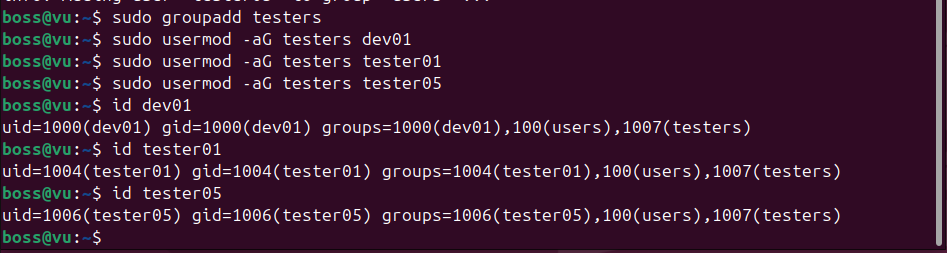 boss@vu:~$ sudo groupadd testers
boss@vu:~$ sudo usermod -aG testers dev01
boss@vu:~$ sudo usermod -aG testers tester01
boss@vu:~$ sudo usermod -aG testers tester05
boss@vu:~$ id dev01
uid=1000(dev01) gid=1000(dev01) groups=1000(dev01),100(users),1007(testers)
boss@vu:~$ id tester01
uid=1004(tester01) gid=1004(tester01) groups=1004(tester01),100(users),1007(testers)
boss@vu:~$ id tester05
uid=1006(tester05) gid=1006(tester05) groups=1006(tester05),100(users),1007(testers)
boss@vu:~$